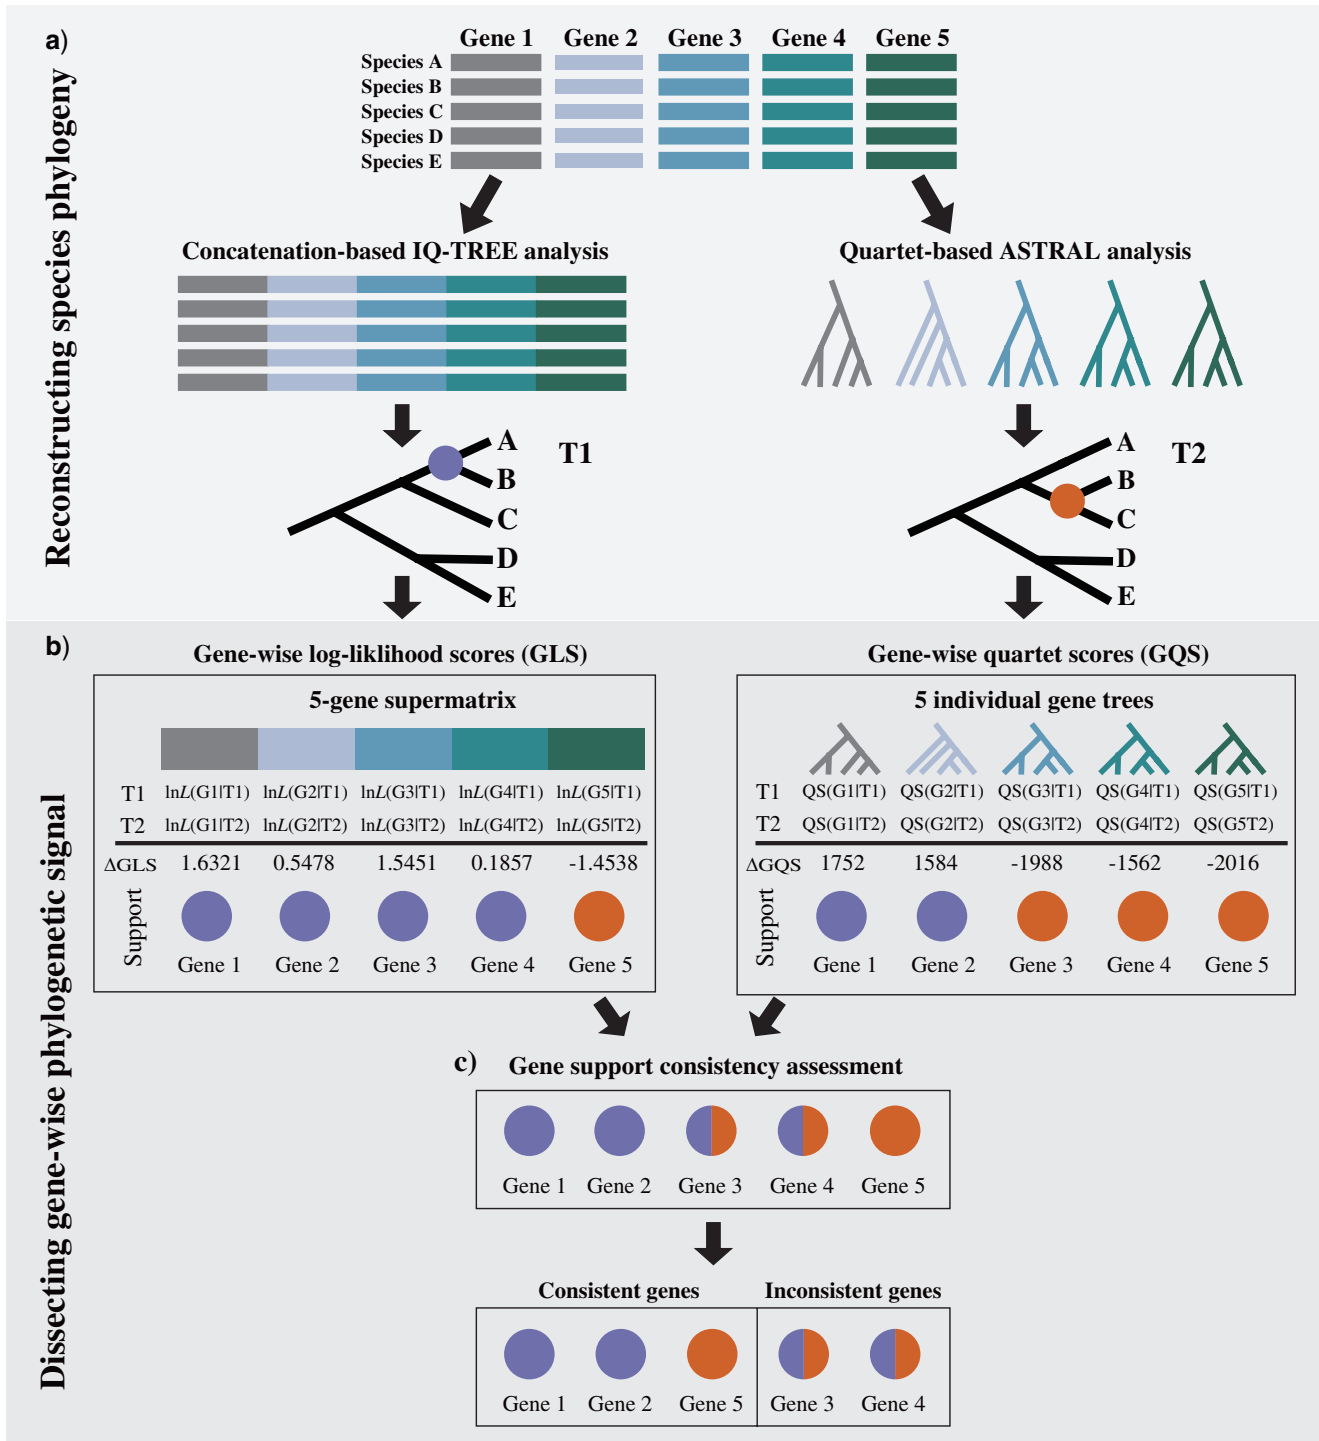 a)
Reconstructing species phylogeny
Gene 1 Gene 2 Gene 3 Gene 4 Gene 5
Species A
Species B
Species C
Species D
Species E
Concatenation-based IQ-TREE analysis
Quartet-based ASTRAL analysis
A
B
C
D
E
T1
A
B
C
D
E
T2
b)
Dissecting gene-wise phylogenetic signal
Gene-wise log-liklihood scores (GLS)
5-gene supermatrix
T1 lnL(G1|T1) lnL(G2|T1) lnL(G3|T1) lnL(G4|T1) lnL(G5|T1)
T2 lnL(G1|T2) lnL(G2|T2) lnL(G3|T2) lnL(G4|T2) lnL(G5|T2)
ΔGLS 1.6321 0.5478 1.5451 0.1857 -1.4538
Support
Gene 1 Gene 2 Gene 3 Gene 4 Gene 5
Gene-wise quartet scores (GQS)
5 individual gene trees
T1 QS(G1|T1) QS(G2|T1) QS(G3|T1) QS(G4|T1) QS(G5|T1)
T2 QS(G1|T2) QS(G2|T2) QS(G3|T2) QS(G4|T2) QS(G5T2)
ΔGQS 1752 1584 -1988 -1562 -2016
Support
Gene 1 Gene 2 Gene 3 Gene 4 Gene 5
c) Gene support consistency assessment
Gene 1 Gene 2 Gene 3 Gene 4 Gene 5
Consistent genes Inconsistent genes
Gene 1 Gene 2 Gene 5 Gene 3 Gene 4